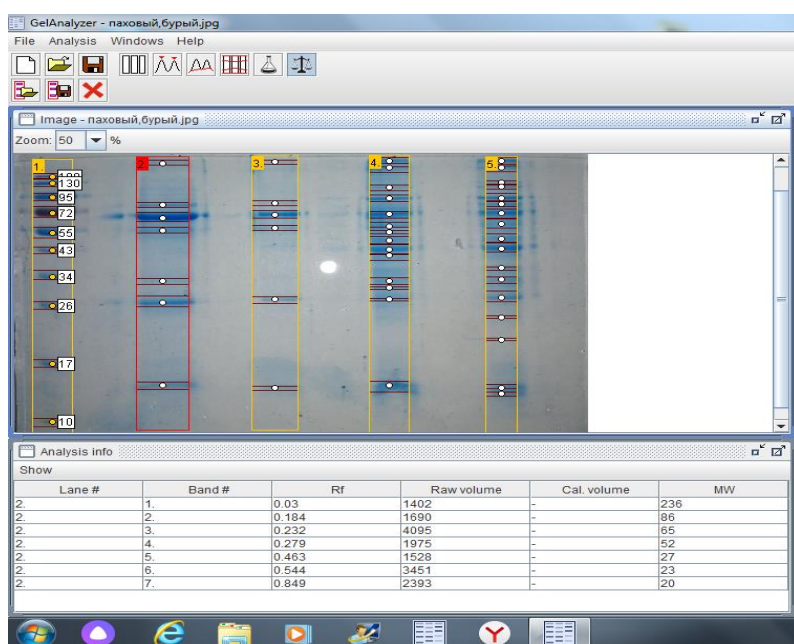 GelAnalyzer - паховый,бурый.jpg
File Analysis Windows Help
Image - паховый,бурый.jpg
Zoom: 50 %
1. 2. 3. 4. 5.
130
95
72
55
43
34
26
17
10
Analysis info
Show
Lane # Band # Rf Raw volume Cal. volume MW
2. 1. 0.03 1402 - 236
2. 2. 0.184 1690 - 86
2. 3. 0.232 4095 - 65
2. 4. 0.279 1975 - 52
2. 5. 0.463 1528 - 27
2. 6. 0.544 3451 - 23
2. 7. 0.849 2393 - 20